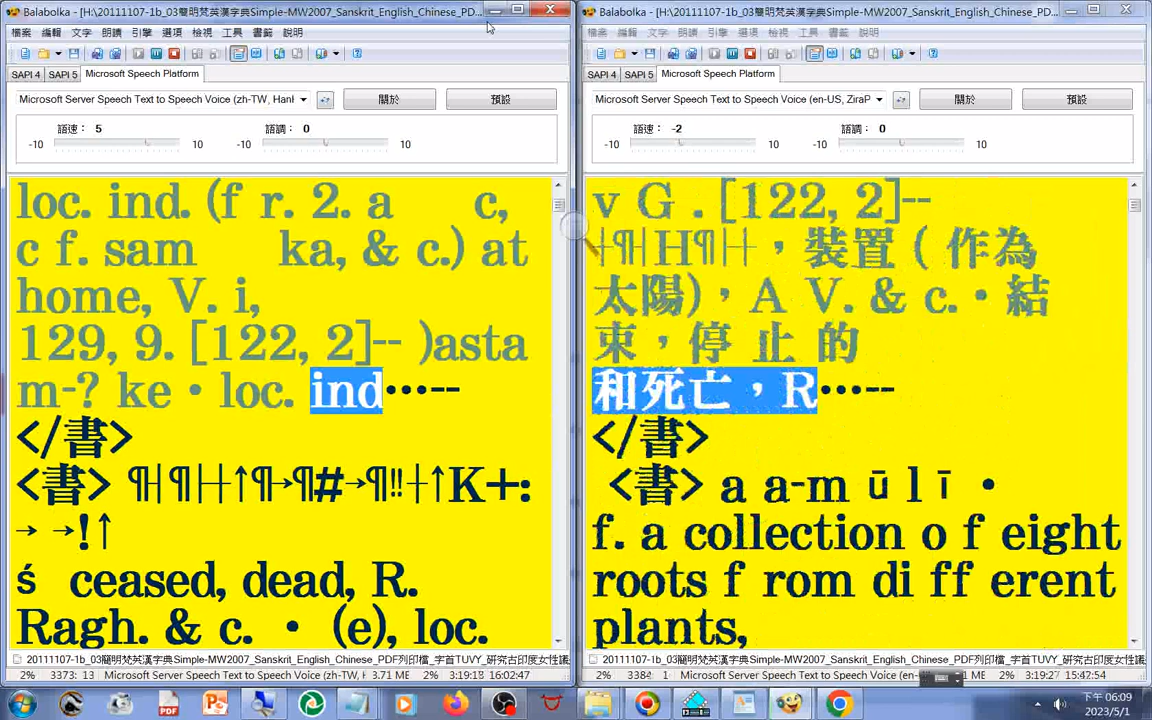 Balabolka - [H:\20111107-1b_03簡明梵英漢字典Simple-MW2007_Sanskrit_English_Chinese_PD...
檔案 編輯 文字 朗讀 引擎 選項 檢視 工具 書籤 說明
SAPI 4 SAPI 5 Microsoft Speech Platform
Microsoft Server Speech Text to Speech Voice (zh-TW, Hanl 關於 預設
語速： 5 語調： 0
-10 10 -10 10
loc. ind. (f r. 2. a c,
c f. sam ka, & c.) at
home, V. i,
129, 9. [122, 2]-- )asta
m-? ke • loc. ind•••--
</書>
<書> ¶┤¶├┼↑¶→¶#→¶‼┼↑K+:
→ →!↑
ś ceased, dead, R.
Ragh. & c. • (e), loc.
20111107-1b_03簡明梵英漢字典Simple-MW2007_Sanskrit_English_Chinese_PDF列印檔_字首TUVY_研究古印度女性議
2% 3373: 13 Microsoft Server Speech Text to Speech Voice (zh-TW, H 3.71 MB 2% 3:19:18 16:02:47
Balabolka - [H:\20111107-1b_03簡明梵英漢字典Simple-MW2007_Sanskrit_English_Chinese_PD...
檔案 編輯 文字 朗讀 引擎 選項 檢視 工具 書籤 說明
SAPI 4 SAPI 5 Microsoft Speech Platform
Microsoft Server Speech Text to Speech Voice (en-US, ZiraP 關於 預設
語速： -2 語調： 0
-10 10 -10 10
v G . [122, 2]--
┼¶┤H¶├┼，裝置 ( 作為
太陽)，A V. & c. • 結
束，停 止 的
和死亡，R•••--
</書>
<書> a a-m ū l ī •
f. a collection o f eight
roots f rom di ff erent
plants,
20111107-1b_03簡明梵英漢字典Simple-MW2007_Sanskrit_English_Chinese_PDF列印檔_字首TUVY_研究古印度女性議
2% 3384 Microsoft Server Speech Text to Speech Voice (en-U MB 2% 3:19:27 15:42:54
下午 06:09
2023/5/1